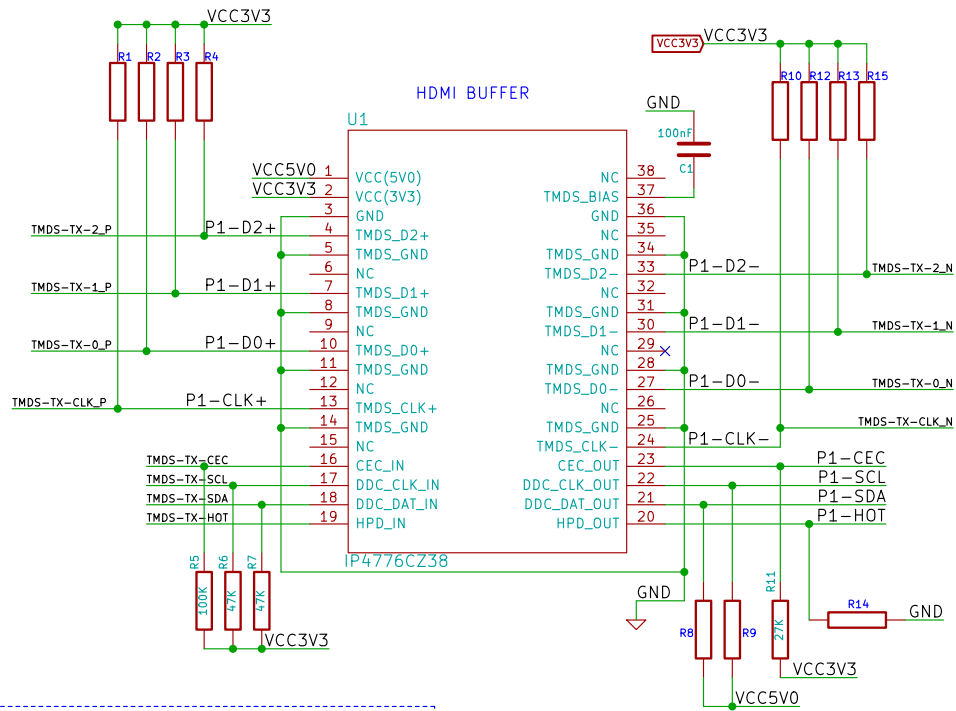 VCC3V3
R1 R2 R3 R4
VCC3V3 VCC3V3
R10 R12 R13 R15
HDMI BUFFER
GND
100nF
C1
U1
VCC5V0 1 VCC(5V0) NC 38
VCC3V3 2 VCC(3V3) TMDS_BIAS 37
3 GND GND 36
TMDS-TX-2_P P1-D2+ 4 TMDS_D2+ NC 35
5 TMDS_GND TMDS_GND 34
6 NC TMDS_D2- 33 P1-D2- TMDS-TX-2_N
TMDS-TX-1_P P1-D1+ 7 TMDS_D1+ NC 32
8 TMDS_GND TMDS_GND 31
9 NC TMDS_D1- 30 P1-D1- TMDS-TX-1_N
TMDS-TX-0_P P1-D0+ 10 TMDS_D0+ NC 29
11 TMDS_GND TMDS_GND 28
12 NC TMDS_D0- 27 P1-D0- TMDS-TX-0_N
TMDS-TX-CLK_P P1-CLK+ 13 TMDS_CLK+ NC 26
14 TMDS_GND TMDS_GND 25 TMDS-TX-CLK_N
15 NC TMDS_CLK- 24 P1-CLK-
TMDS-TX-CEC 16 CEC_IN CEC_OUT 23 P1-CEC
TMDS-TX-SCL 17 DDC_CLK_IN DDC_CLK_OUT 22 P1-SCL
TMDS-TX-SDA 18 DDC_DAT_IN DDC_DAT_OUT 21 P1-SDA
TMDS-TX-HOT 19 HPD_IN HPD_OUT 20 P1-HOT
IP4776CZ38
R5 R6 R7
100K 47K 47K
VCC3V3
GND
R8 R9
R11
27K
R14 GND
VCC3V3
VCC5V0